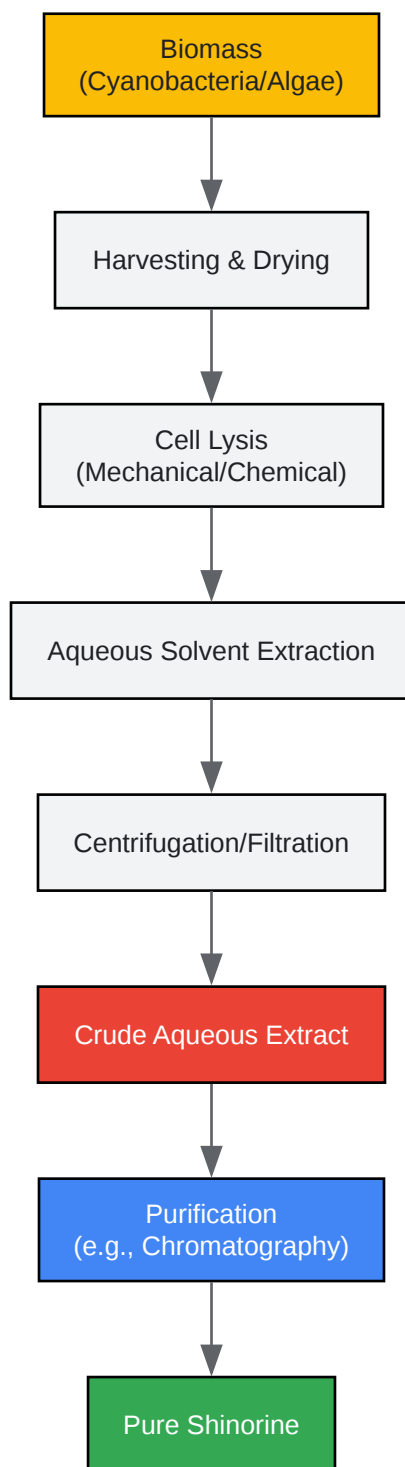 Biomass
(Cyanobacteria/Algae)
Harvesting & Drying
Cell Lysis
(Mechanical/Chemical)
Aqueous Solvent Extraction
Centrifugation/Filtration
Crude Aqueous Extract
Purification
(e.g., Chromatography)
Pure Shinorine